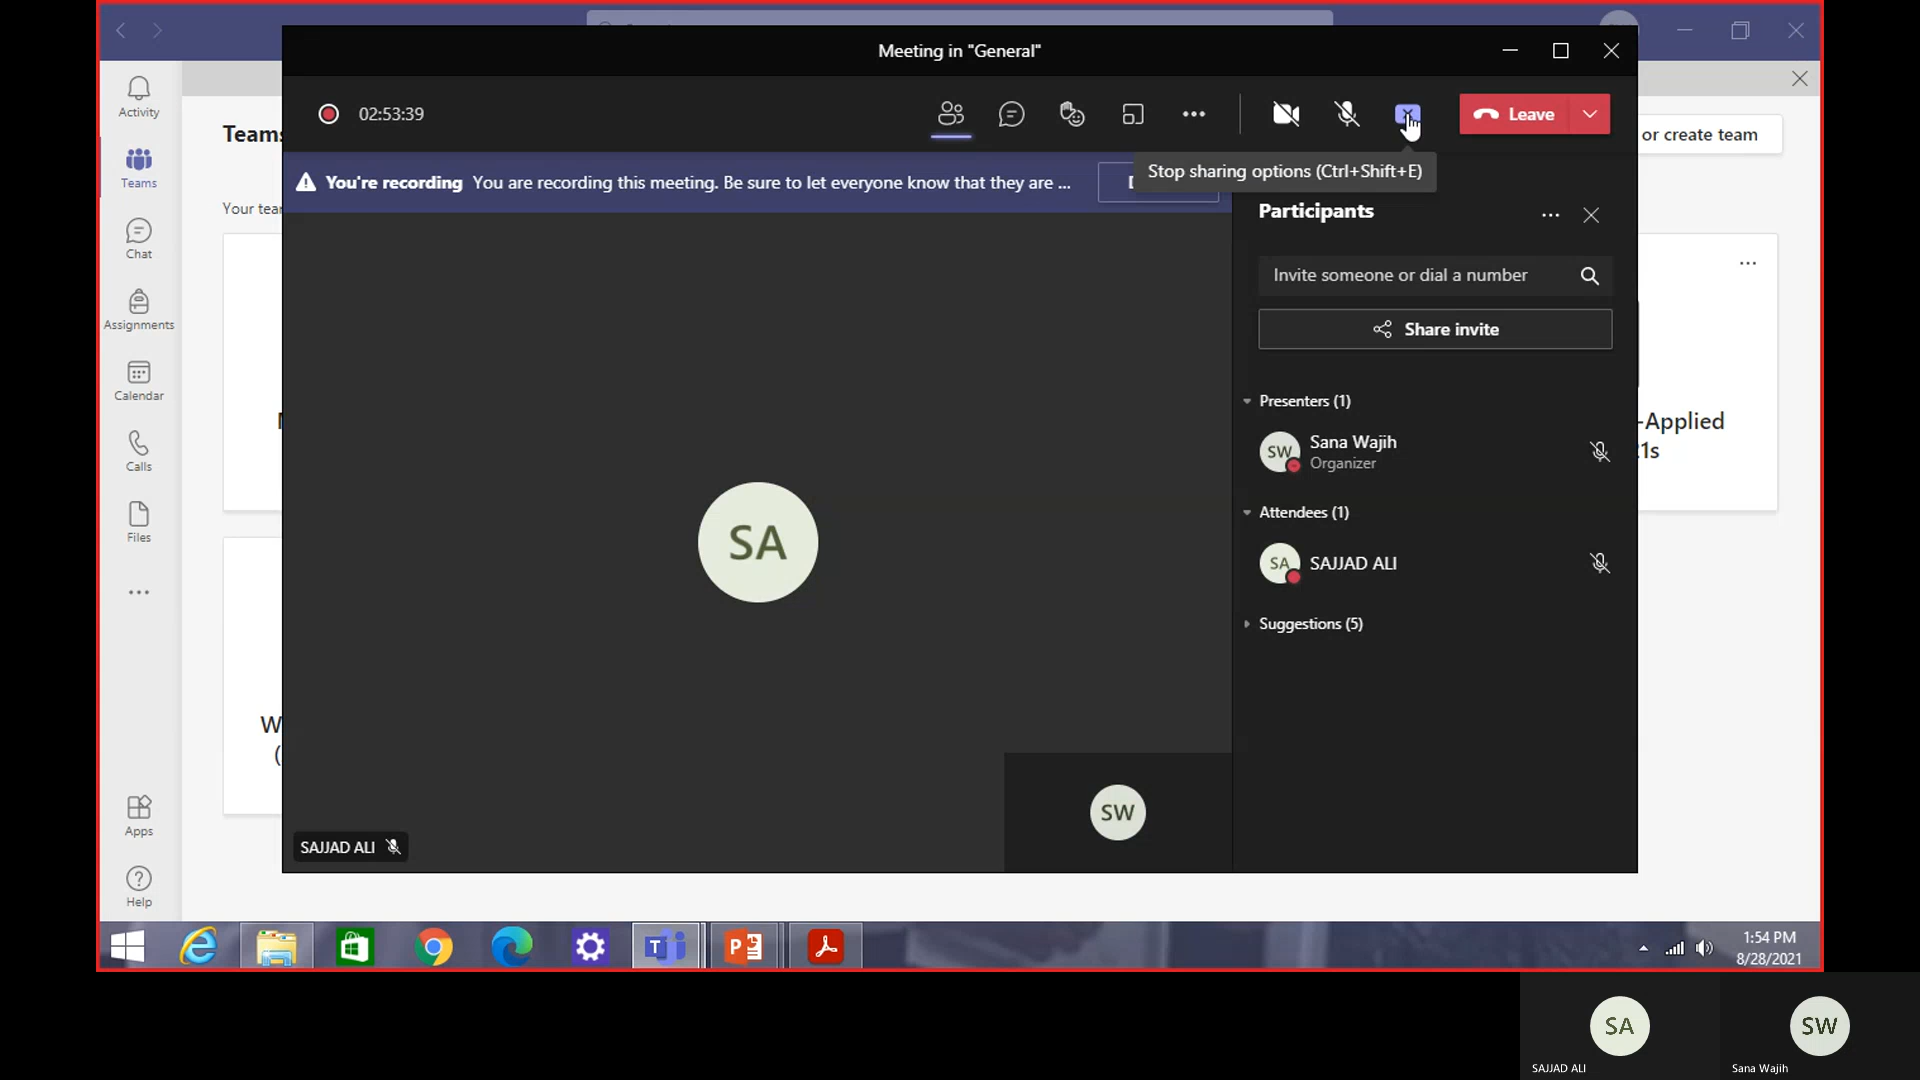 Meeting in "General"
02:53:39
Leave
or create team
Stop sharing options (Ctrl+Shift+E)
You're recording You are recording this meeting. Be sure to let everyone know that they are ...
Activity
Teams
Chat
Assignments
Calendar
Calls
Files
Apps
Help
Teams
Your tea
W
(
Participants
Invite someone or dial a number
Share invite
Presenters (1)
SW
Sana Wajih
Organizer
Attendees (1)
SA
SAJJAD ALI
Suggestions (5)
-Applied
21s
SA
SW
SAJJAD ALI
1:54 PM
8/28/2021
SA
SAJJAD ALI
SW
Sana Wajih